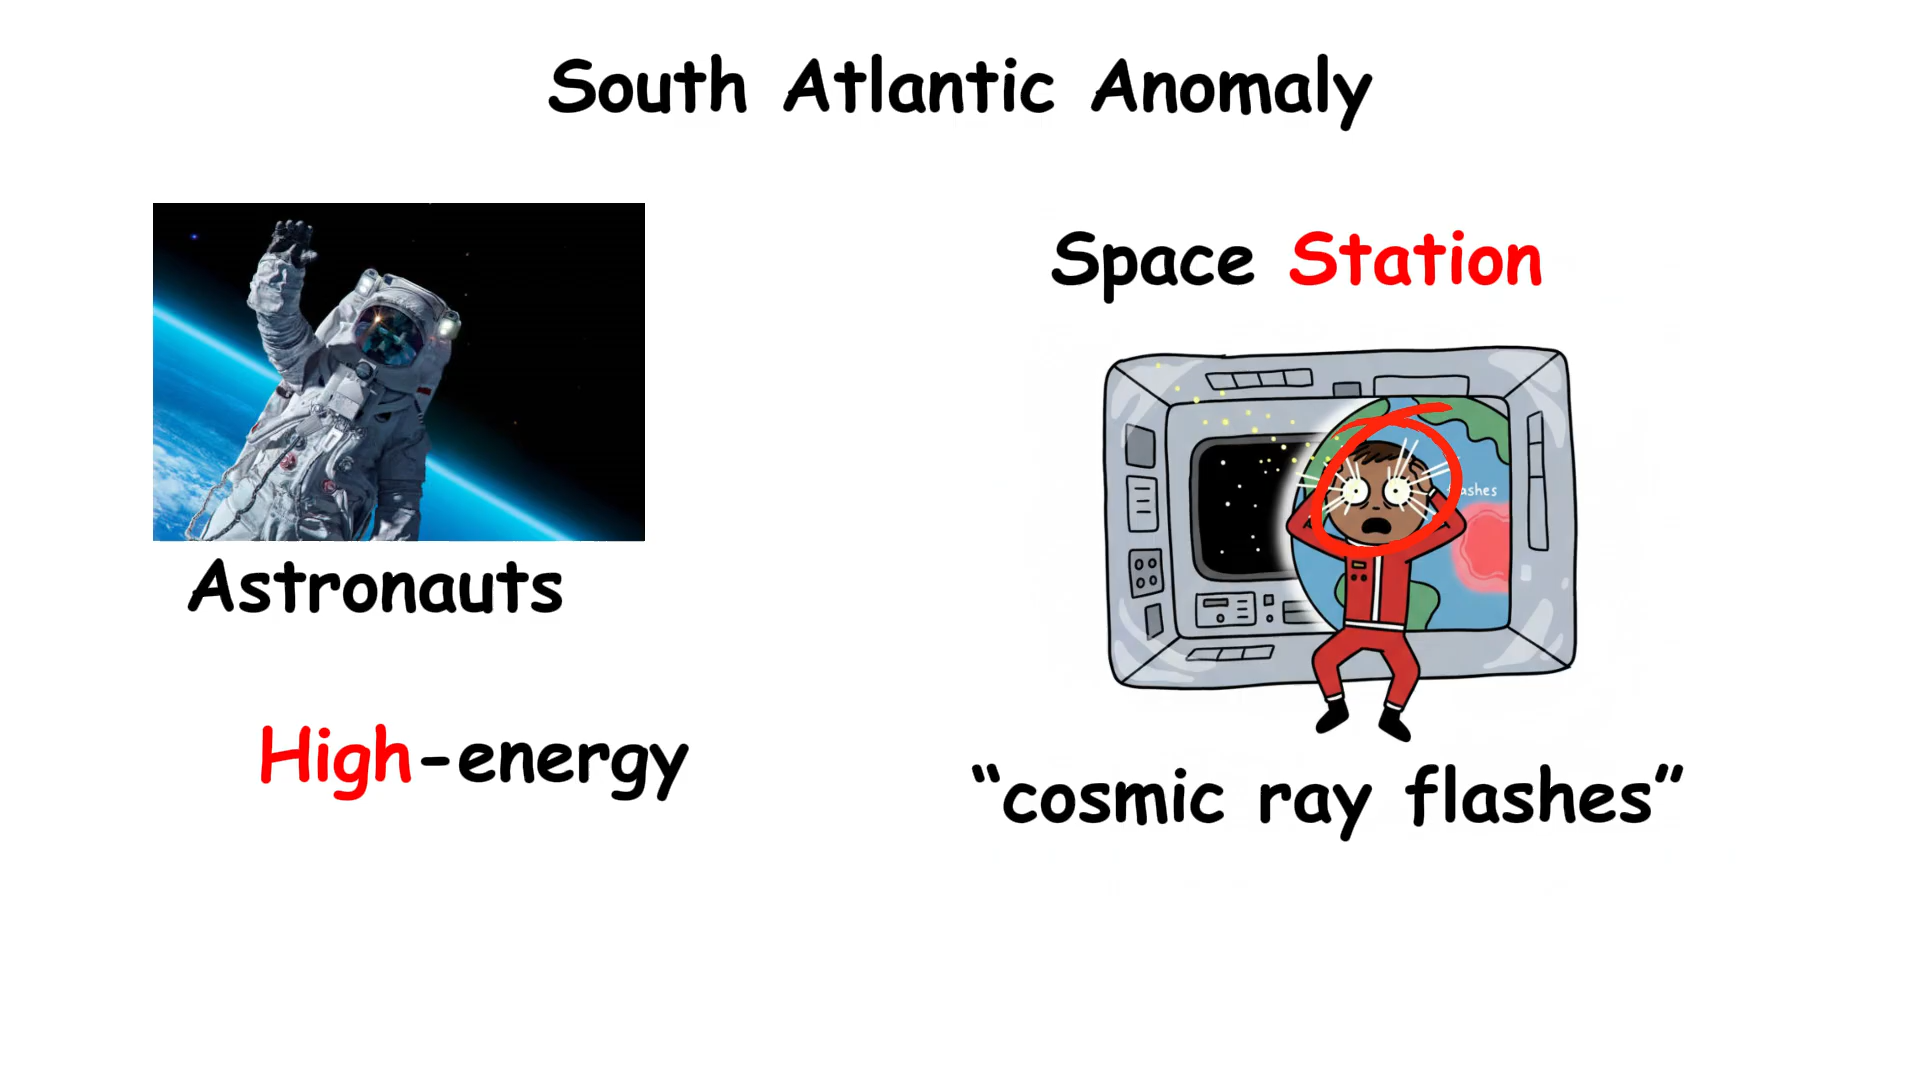 South Atlantic Anomaly
Astronauts
High-energy
Space Station
“cosmic ray flashes”